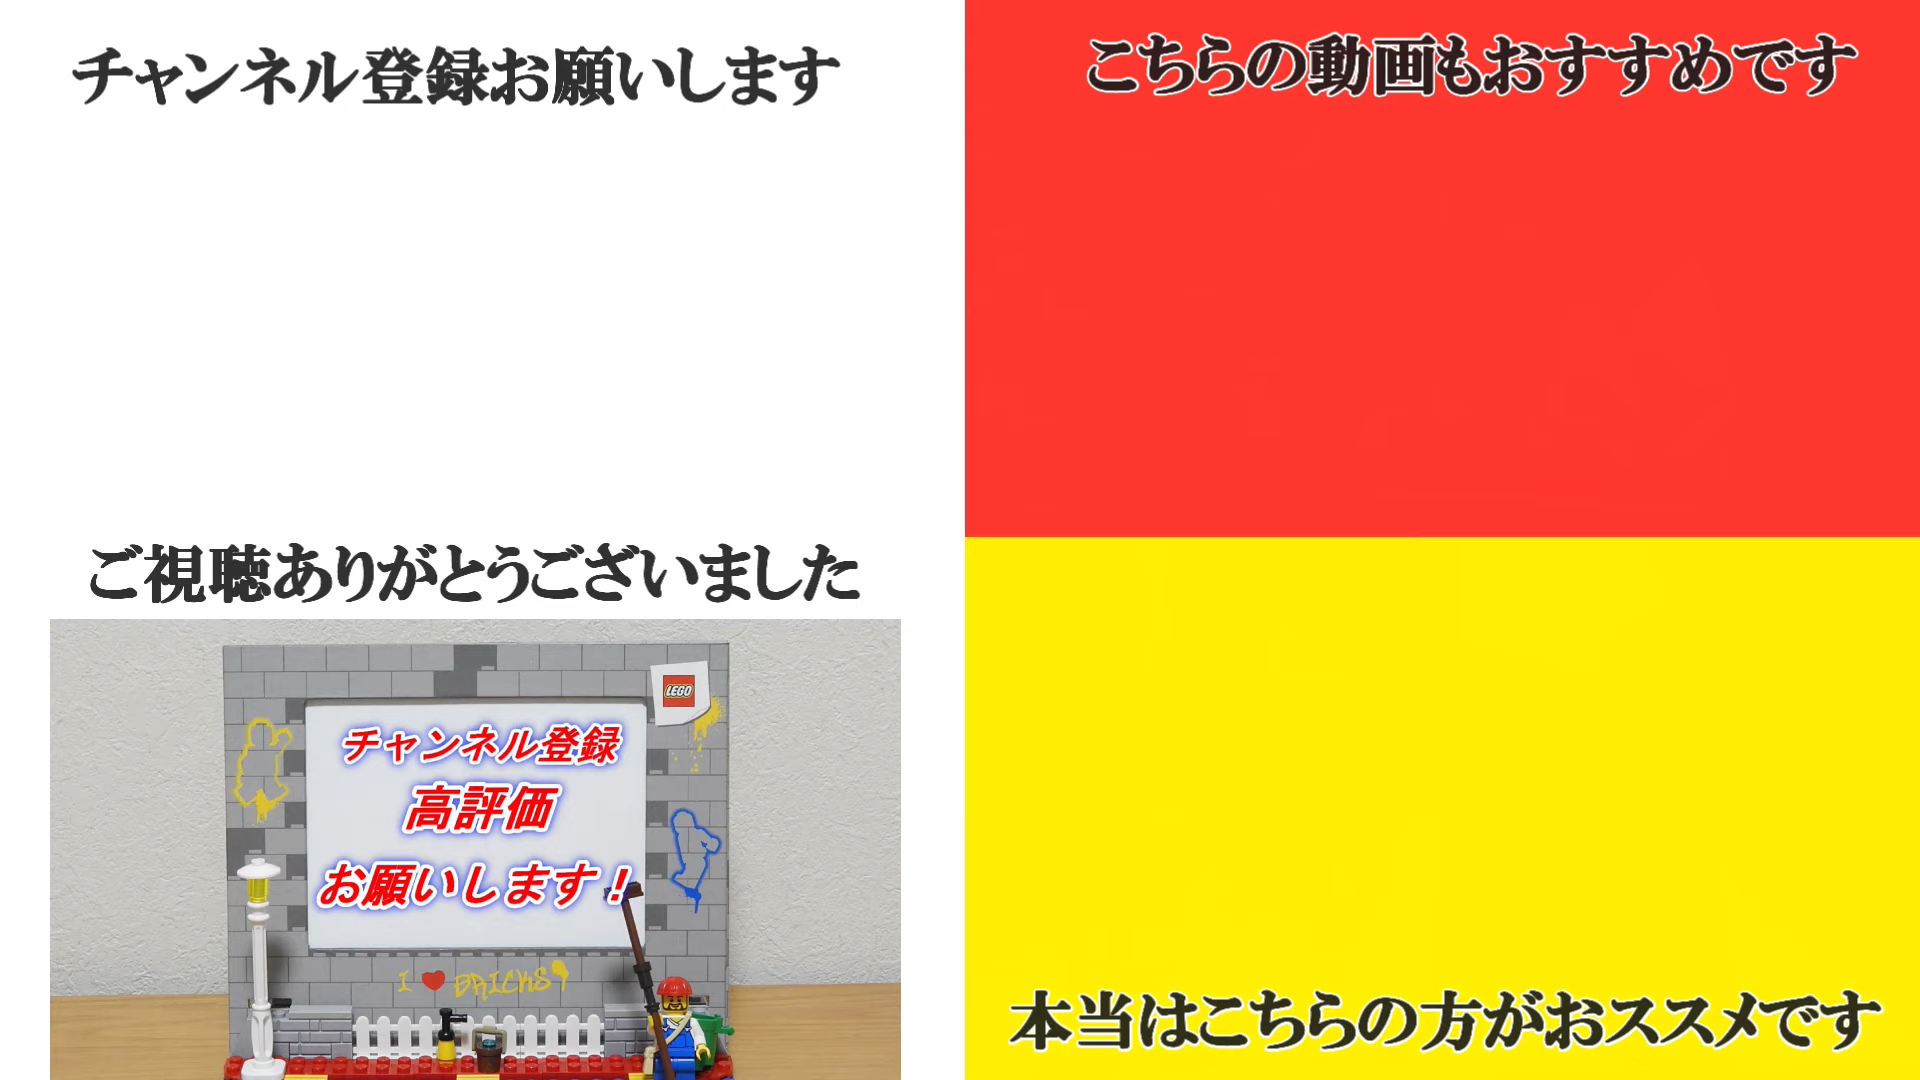 チャンネル登録お願いします
こちらの動画もおすすめです
ご視聴ありがとうございました
LEGO
チャンネル登録
高評価
お願いします！
I ♥ BRICKS
本当はこちらの方がおススメです